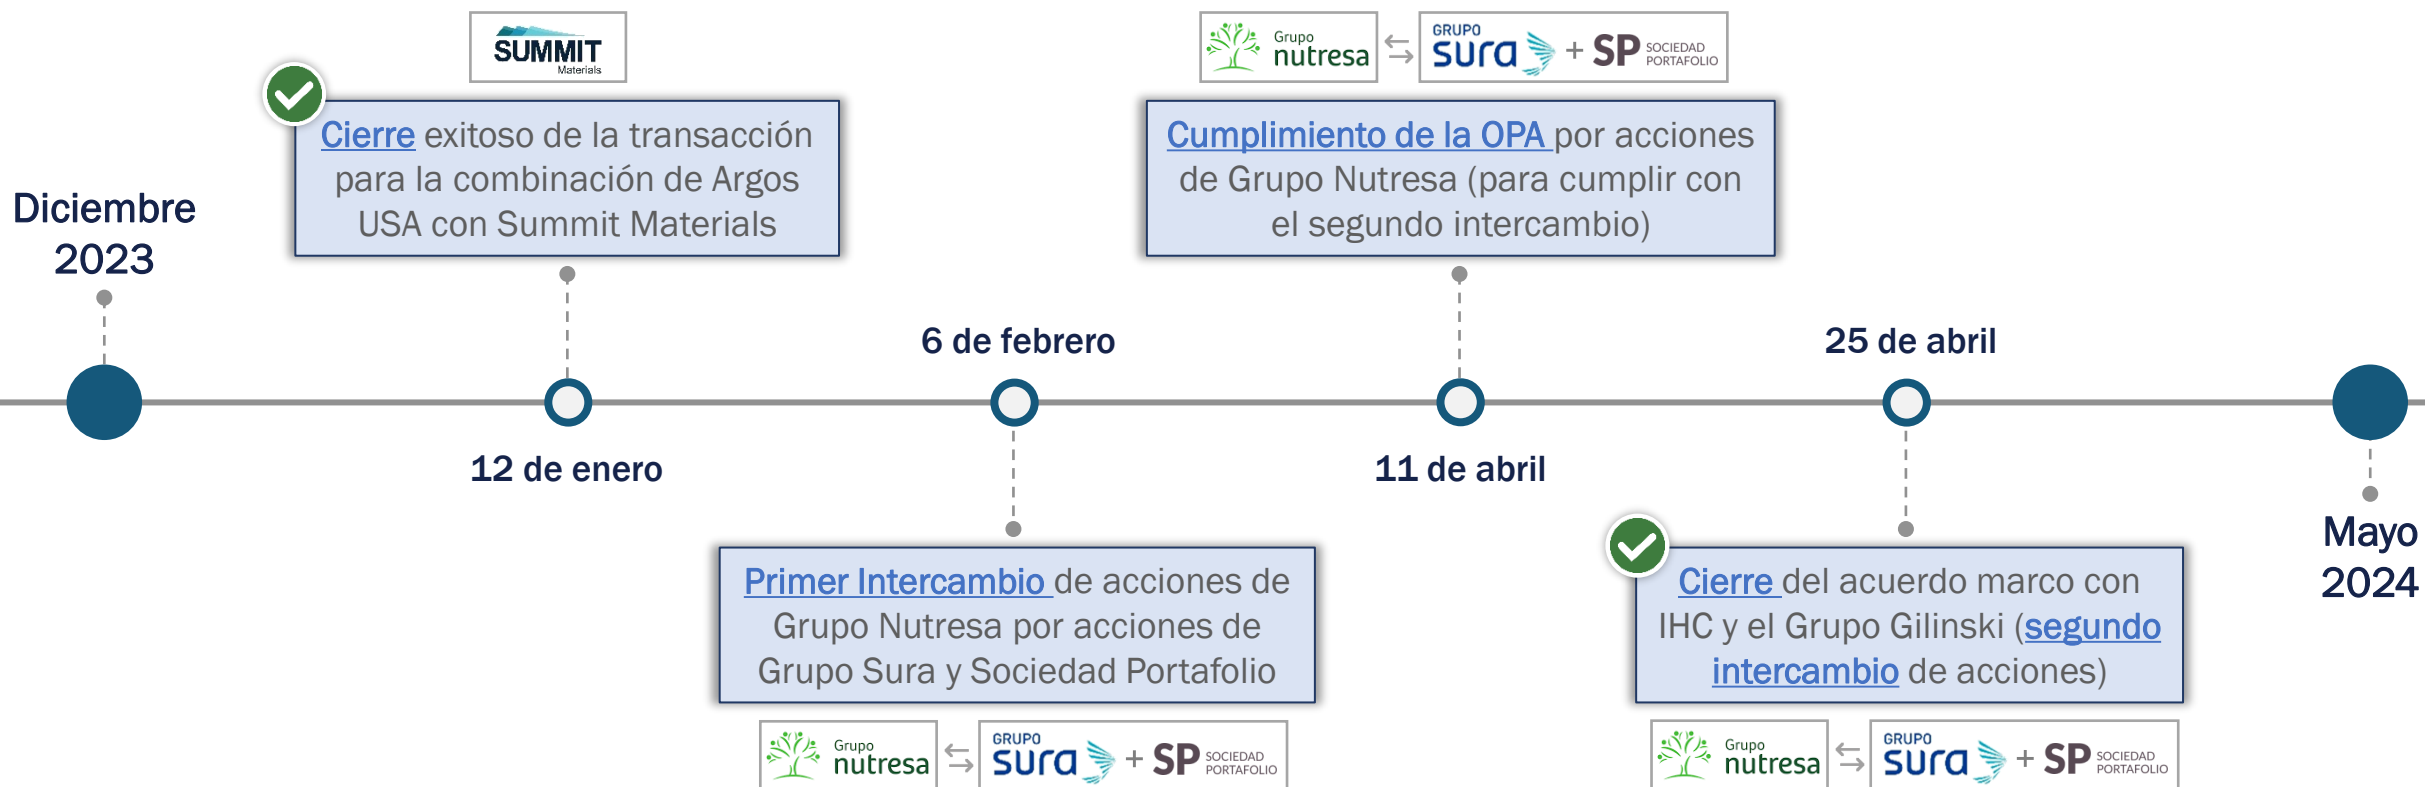 SUMMIT
Materials
Cierre exitoso de la transacción
para la combinación de Argos
USA con Summit Materials
Grupo
nutresa
GRUPO
sura
+ SP SOCIEDAD
PORTAFOLIO
Cumplimiento de la OPA por acciones
de Grupo Nutresa (para cumplir con
el segundo intercambio)
Diciembre
2023
12 de enero
6 de febrero
11 de abril
25 de abril
Mayo
2024
Primer Intercambio de acciones de
Grupo Nutresa por acciones de
Grupo Sura y Sociedad Portafolio
Grupo
nutresa
GRUPO
sura
+ SP SOCIEDAD
PORTAFOLIO
Cierre del acuerdo marco con
IHC y el Grupo Gilinski (segundo
intercambio de acciones)
Grupo
nutresa
GRUPO
sura
+ SP SOCIEDAD
PORTAFOLIO